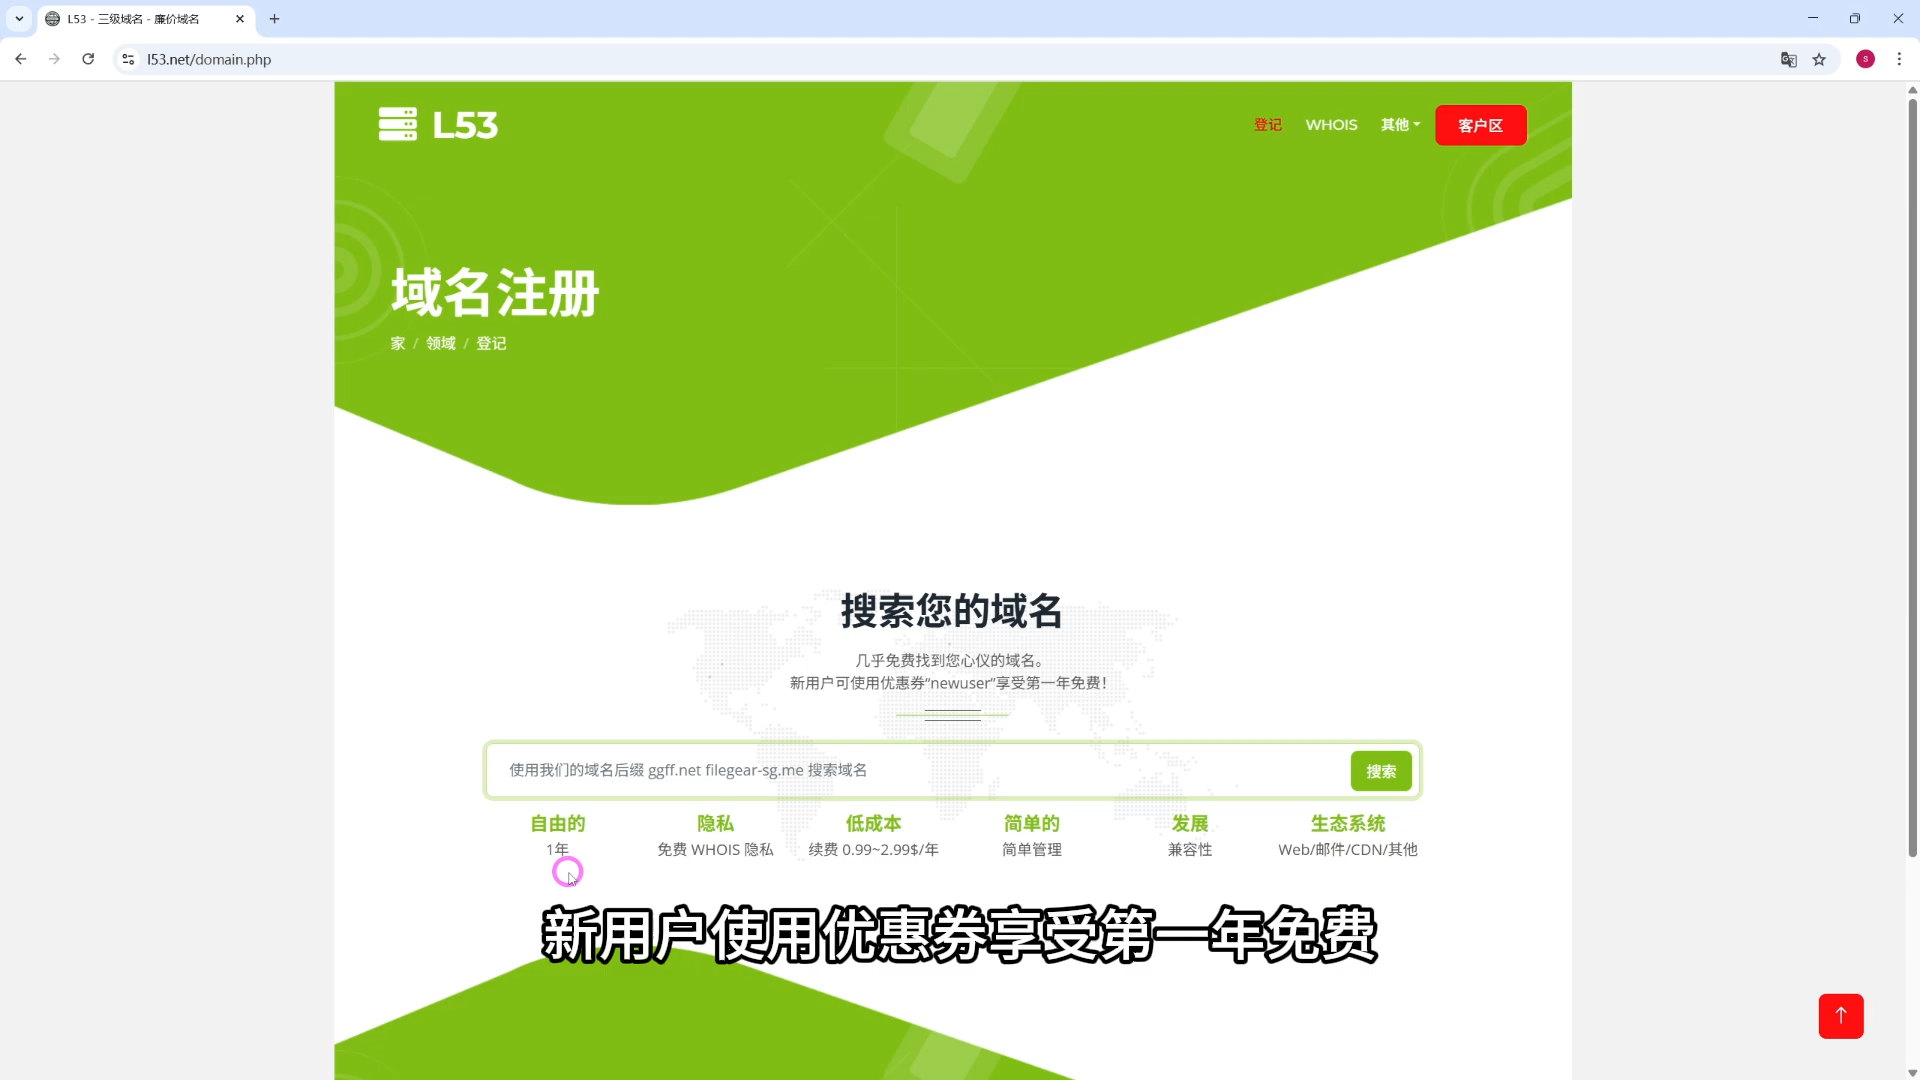 L53 - 三级域名 - 廉价域名
l53.net/domain.php
S
L53
登记 WHOIS 其他 客户区
域名注册
家 / 领域 / 登记
搜索您的域名
几乎免费找到您心仪的域名。
新用户可使用优惠券“newuser”享受第一年免费！
使用我们的域名后缀 ggff.net filegear-sg.me 搜索域名 搜索
自由的 隐私 低成本 简单的 发展 生态系统
1年 免费 WHOIS 隐私 续费 0.99~2.99$/年 简单管理 兼容性 Web/邮件/CDN/其他
新用户使用优惠券享受第一年免费